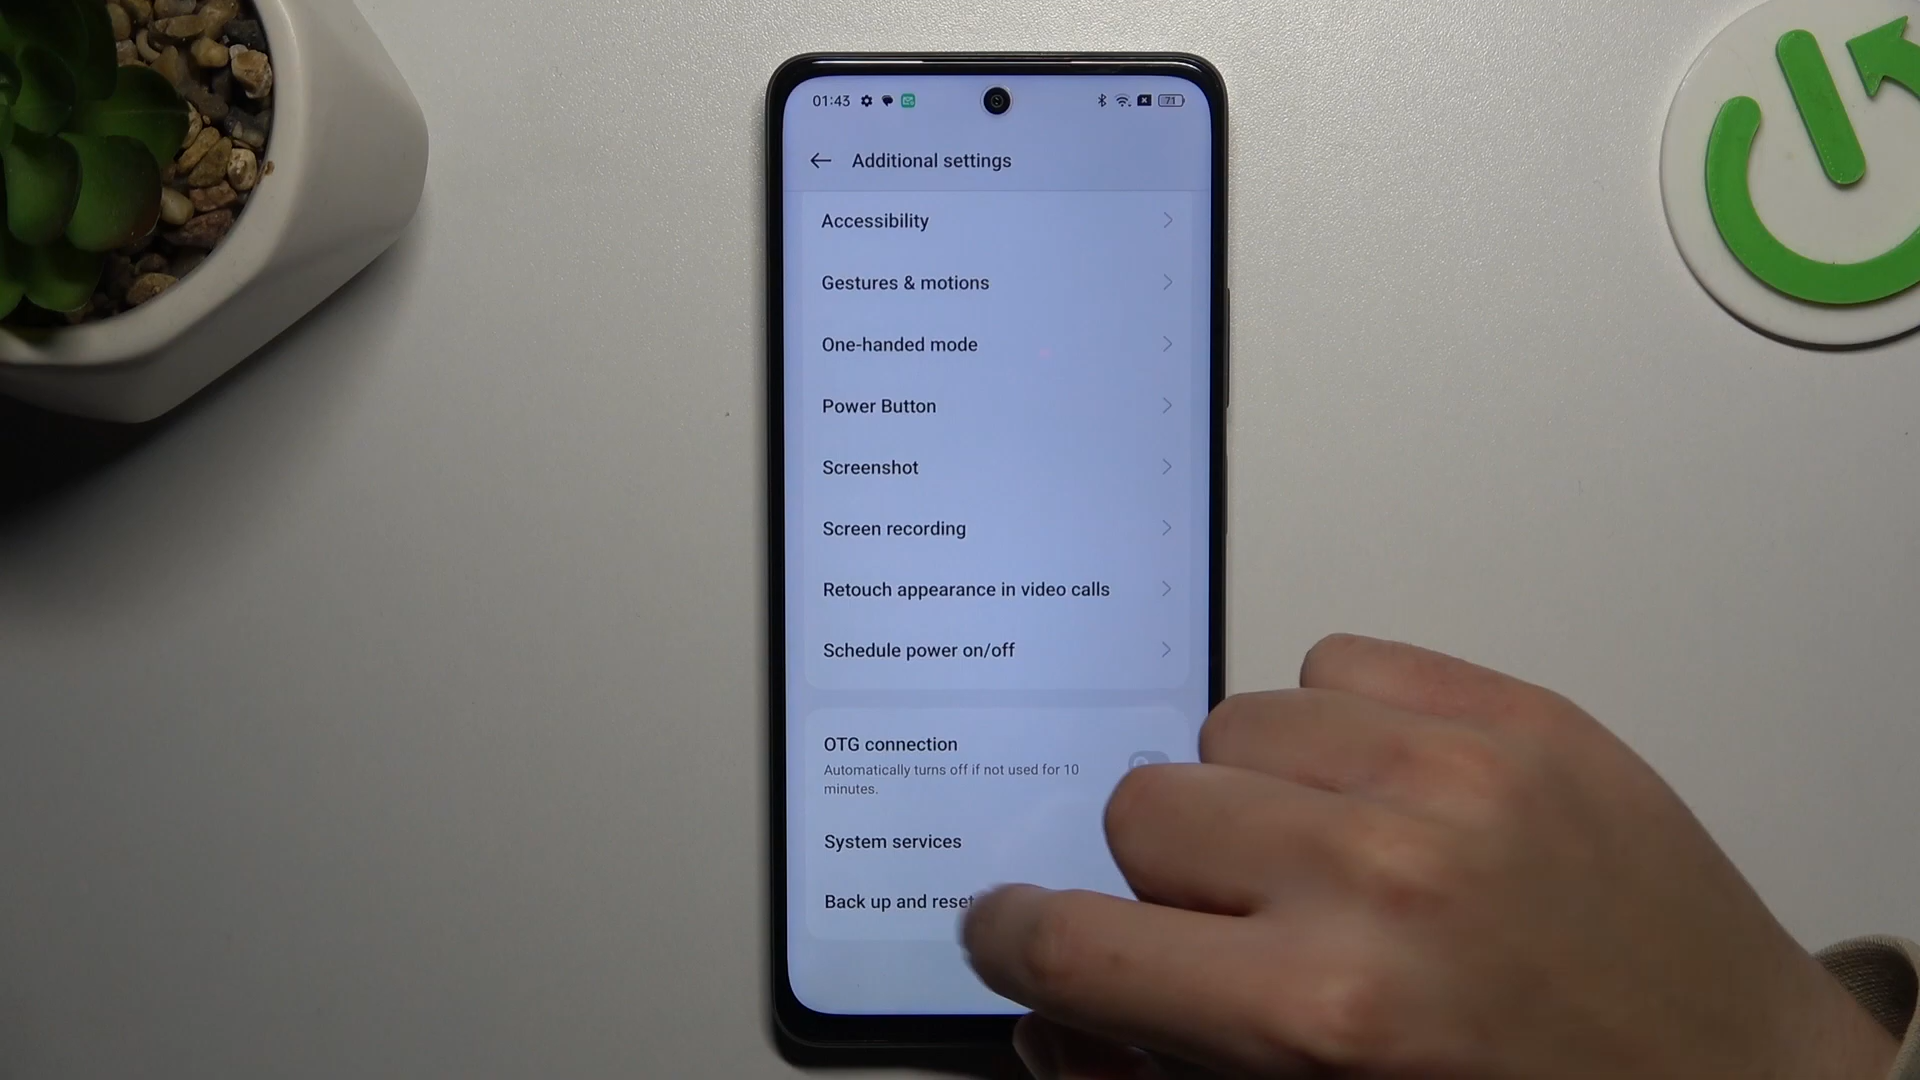 01:43
71
Additional settings
Accessibility
Gestures & motions
One-handed mode
Power Button
Screenshot
Screen recording
Retouch appearance in video calls
Schedule power on/off
OTG connection
Automatically turns off if not used for 10
minutes.
System services
Back up and reset